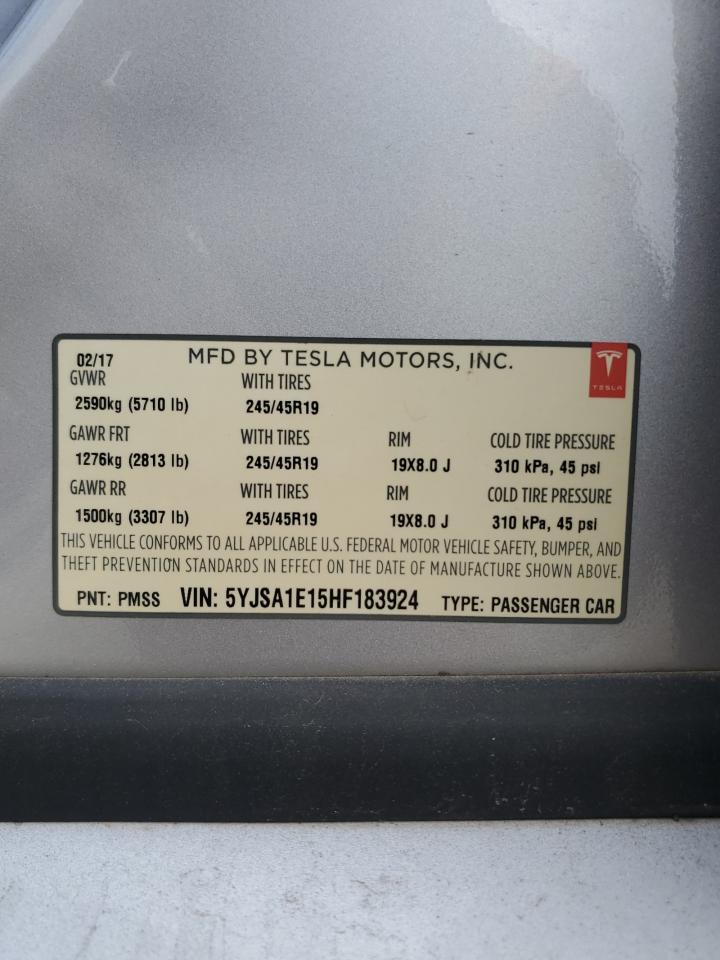 02/17 MFD BY TESLA MOTORS, INC.
GVWR WITH TIRES
2590kg (5710 lb) 245/45R19
GAWR FRT WITH TIRES RIM COLD TIRE PRESSURE
1276kg (2813 lb) 245/45R19 19X8.0 J 310 kPa, 45 psi
GAWR RR WITH TIRES RIM COLD TIRE PRESSURE
1500kg (3307 lb) 245/45R19 19X8.0 J 310 kPa, 45 psi
THIS VEHICLE CONFORMS TO ALL APPLICABLE U.S. FEDERAL MOTOR VEHICLE SAFETY, BUMPER, AND
THEFT PREVENTION STANDARDS IN EFFECT ON THE DATE OF MANUFACTURE SHOWN ABOVE.
PNT: PMSS VIN: 5YJSA1E15HF183924 TYPE: PASSENGER CAR
TESLA